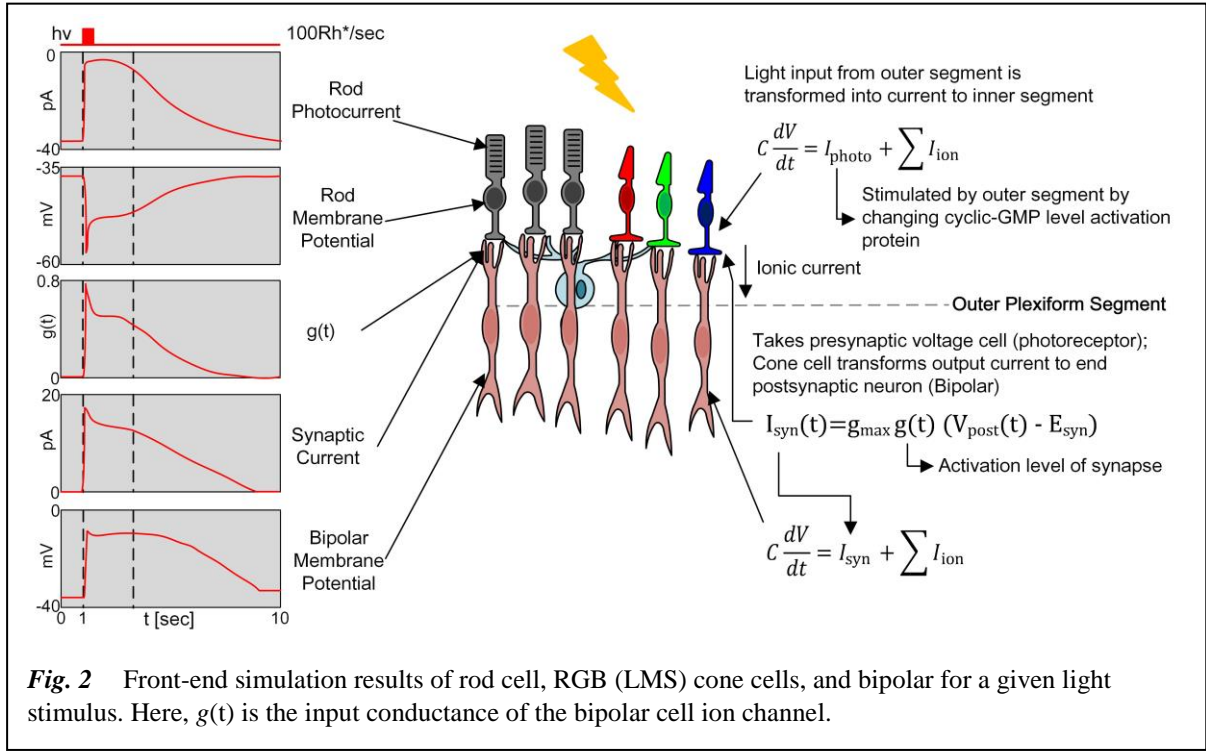 hv
100Rh*/sec
0
pA
-40
-35
mV
-60
0.8
g(t)
0
20
pA
0
0
mV
-40
0 1 t [sec] 10
Rod
Photocurrent
Rod
Membrane
Potential
g(t)
Synaptic
Current
Bipolar
Membrane
Potential
Light input from outer segment is
transformed into current to inner segment
C dV/dt = I_photo + ∑ I_ion
Stimulated by outer segment by
changing cyclic-GMP level activation
protein
Ionic current
Outer Plexiform Segment
Takes presynaptic voltage cell (photoreceptor);
Cone cell transforms output current to end
postsynaptic neuron (Bipolar)
I_syn(t)=g_max g(t) (V_post(t) - E_syn)
Activation level of synapse
C dV/dt = I_syn + ∑ I_ion
Fig. 2 Front-end simulation results of rod cell, RGB (LMS) cone cells, and bipolar for a given light
stimulus. Here, g(t) is the input conductance of the bipolar cell ion channel.